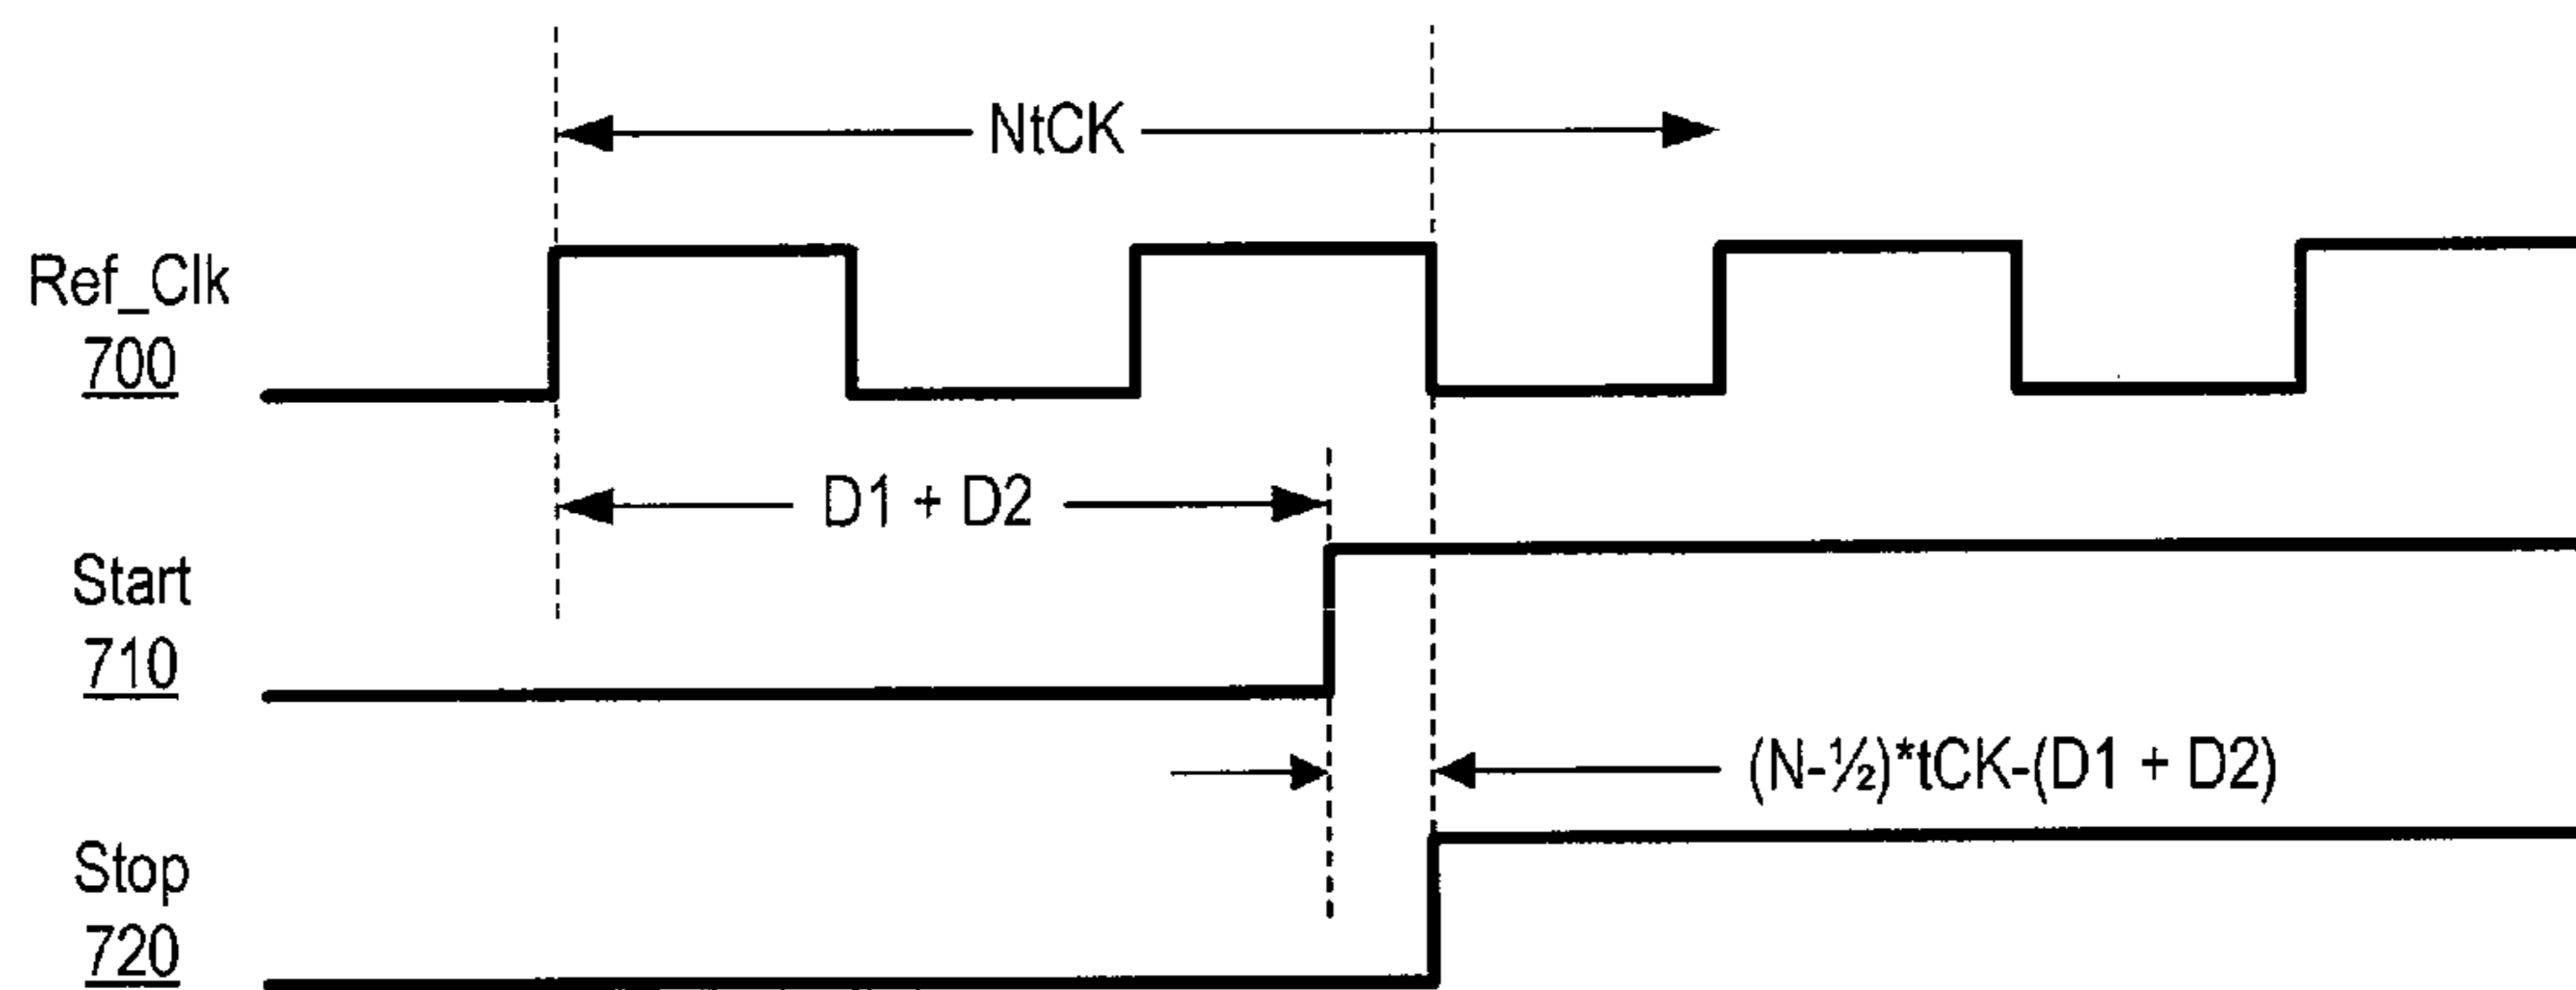 NtCK
Ref_Clk
700
D1 + D2
Start
710
(N-½)*tCK-(D1 + D2)
Stop
720